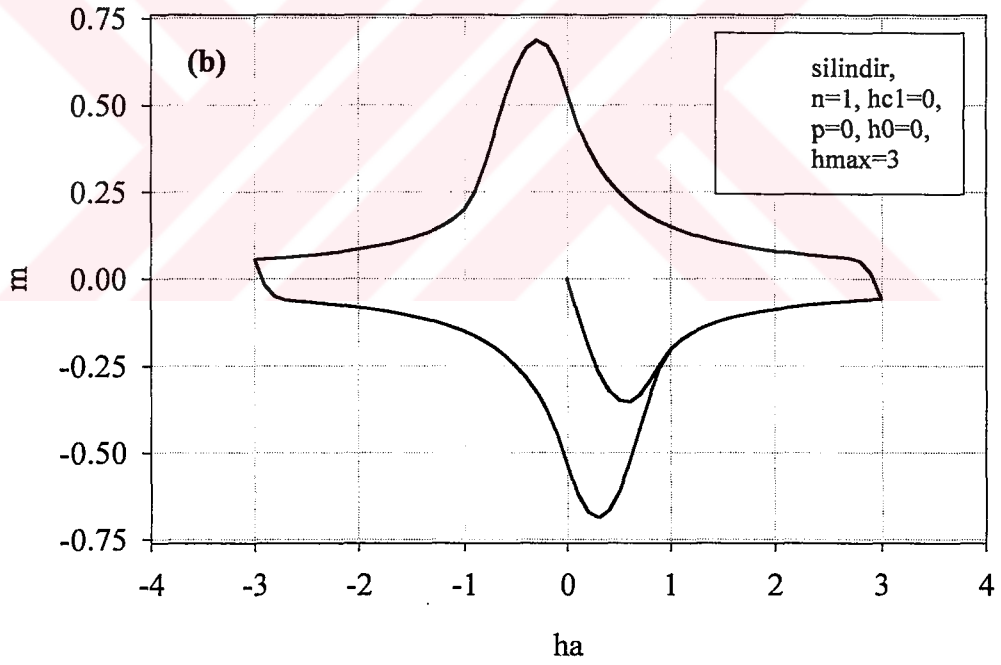 (b)
silindir,
n=1, hc1=0,
p=0, h0=0,
hmax=3
0.75
0.50
0.25
0.00
-0.25
-0.50
-0.75
m
-4 -3 -2 -1 0 1 2 3 4
ha